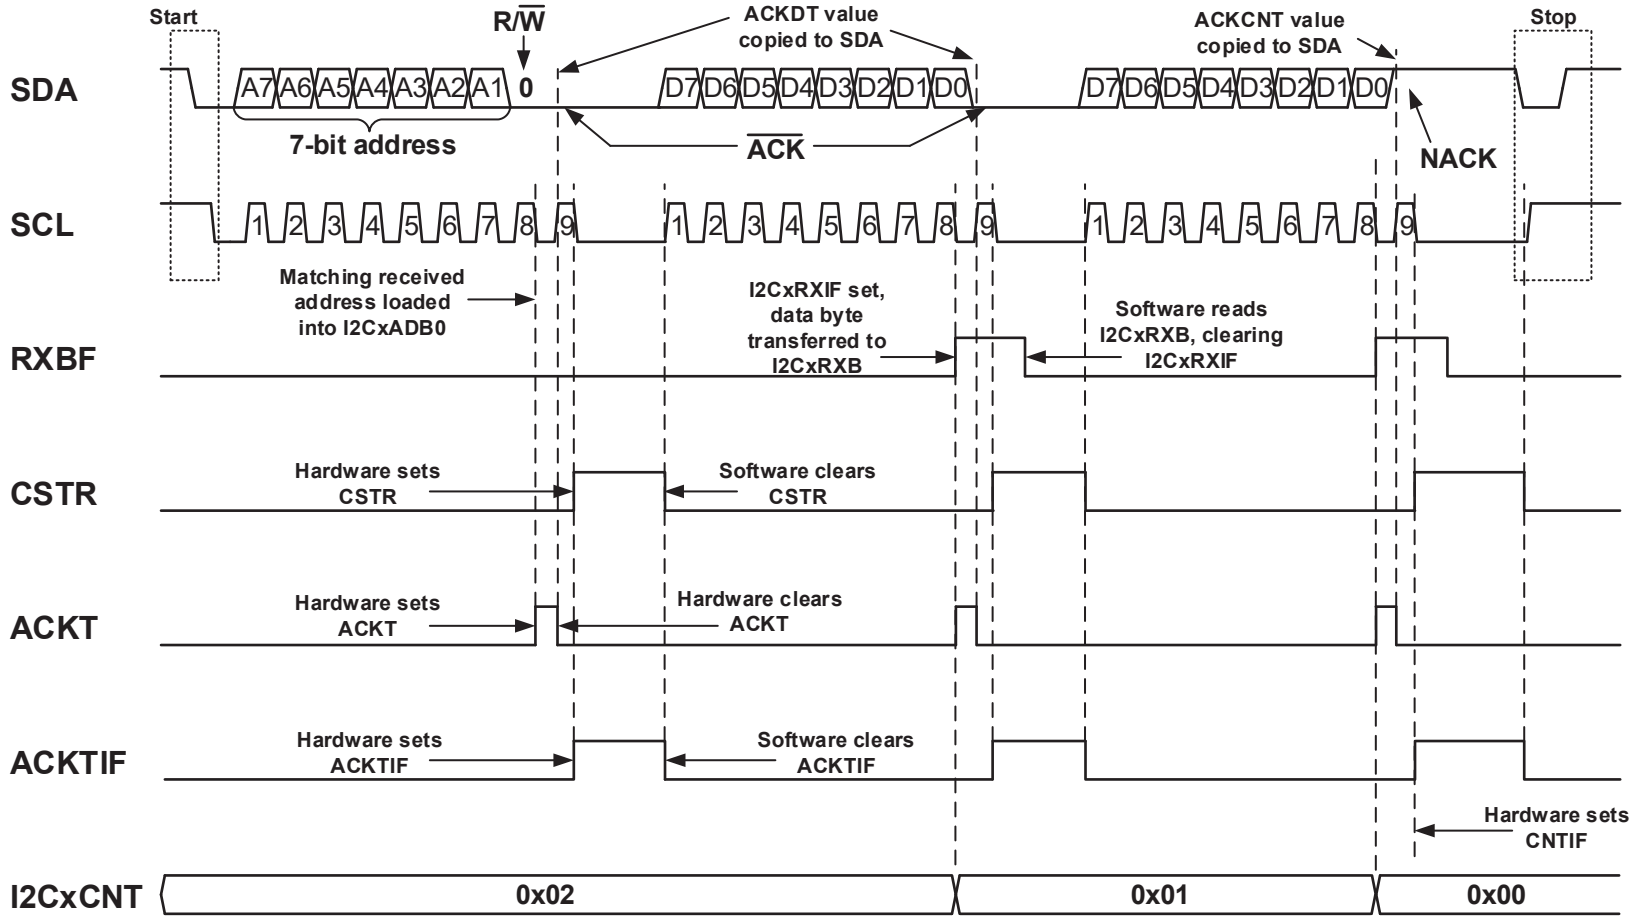 Start
R/W
ACKDT value
copied to SDA
ACKCNT value
copied to SDA
Stop
SDA
A7 A6 A5 A4 A3 A2 A1 0
D7 D6 D5 D4 D3 D2 D1 D0
D7 D6 D5 D4 D3 D2 D1 D0
7-bit address
ACK
NACK
SCL
1 2 3 4 5 6 7 8 9
1 2 3 4 5 6 7 8 9
1 2 3 4 5 6 7 8 9
Matching received
address loaded
into I2CxADB0
I2CxRXIF set,
data byte
transferred to
I2CxRXB
Software reads
I2CxRXB, clearing
I2CxRXIF
RXBF
Hardware sets
CSTR
Software clears
CSTR
CSTR
Hardware sets
ACKT
Hardware clears
ACKT
ACKT
Hardware sets
ACKTIF
Software clears
ACKTIF
ACKTIF
Hardware sets
CNTIF
I2CxCNT
0x02
0x01
0x00